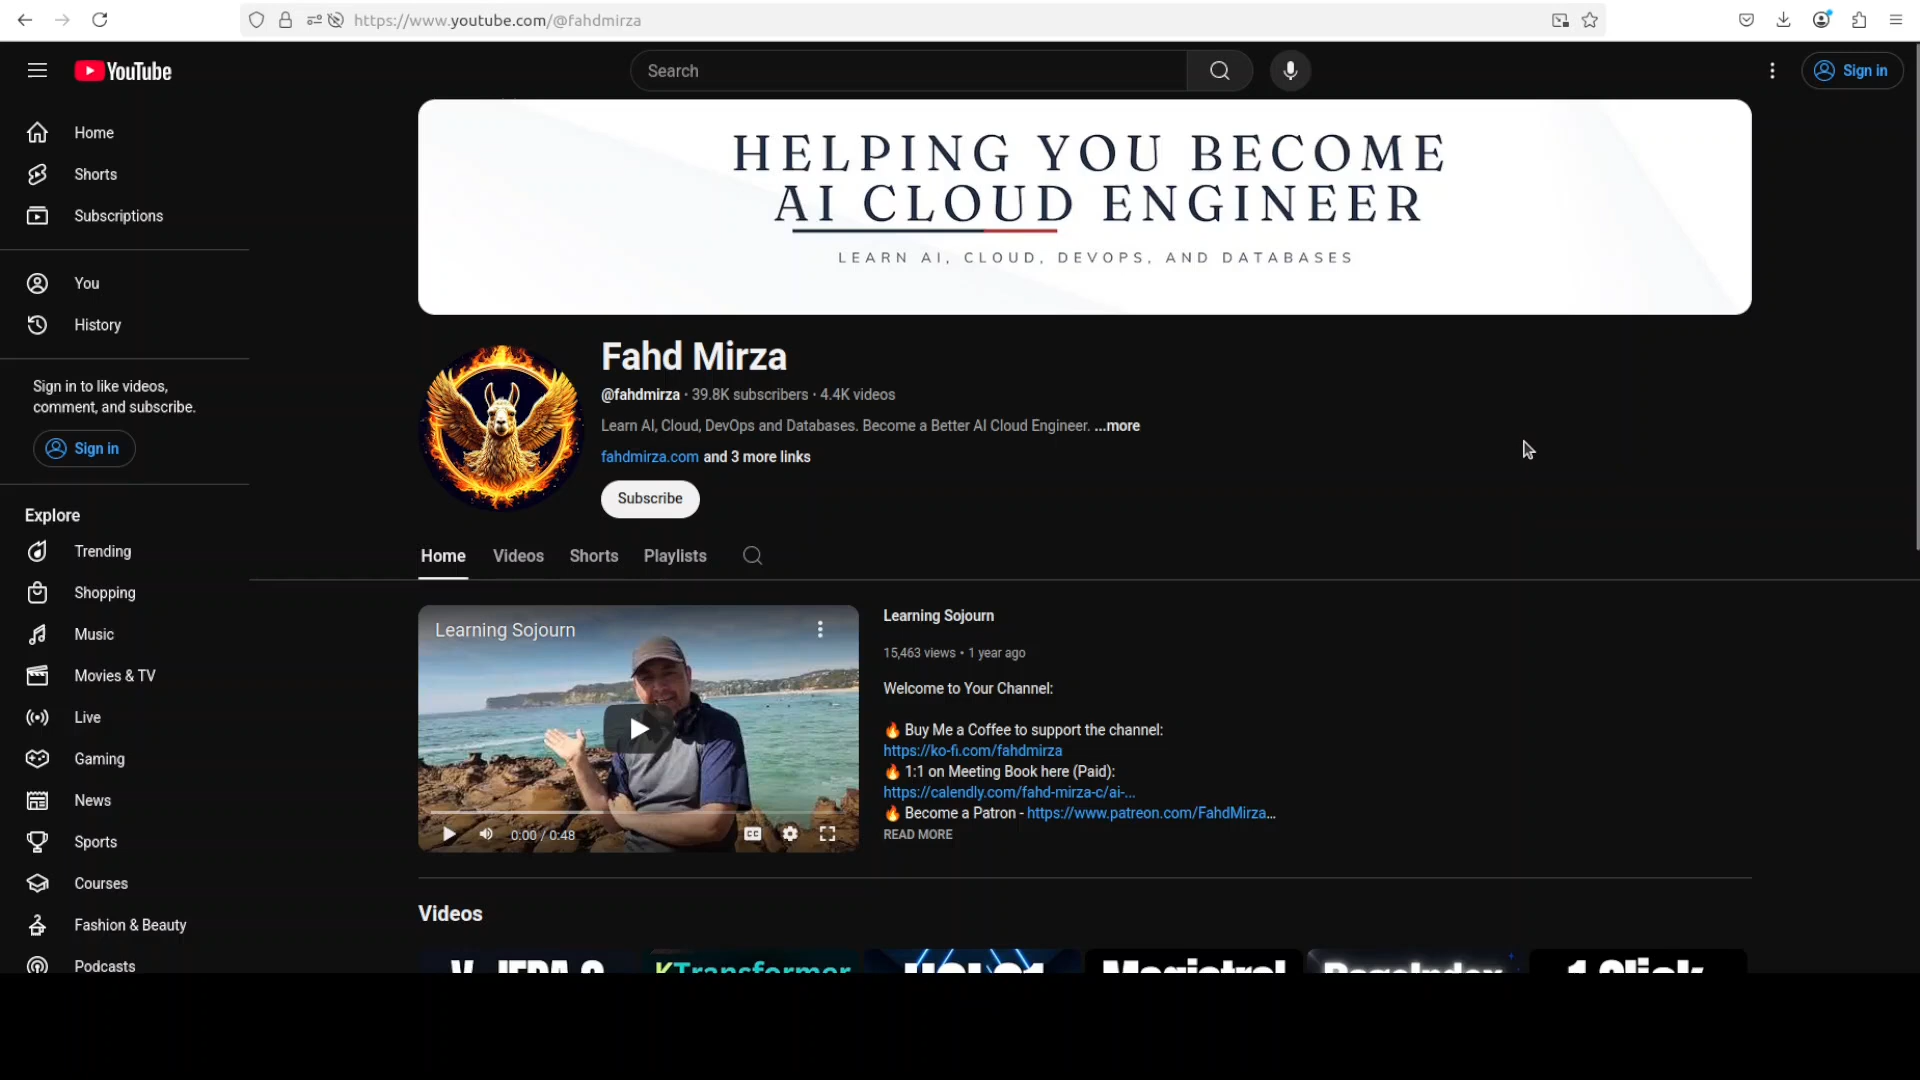 https://www.youtube.com/@fahdmirza
YouTube
Search
Sign in
Home
Shorts
Subscriptions
You
History
Sign in to like videos,
comment, and subscribe.
Sign in
Explore
Trending
Shopping
Music
Movies & TV
Live
Gaming
News
Sports
Courses
Fashion & Beauty
Podcasts
HELPING YOU BECOME
AI CLOUD ENGINEER
LEARN AI, CLOUD, DEVOPS, AND DATABASES
Fahd Mirza
@fahdmirza · 39.8K subscribers · 4.4K videos
Learn AI, Cloud, DevOps and Databases. Become a Better AI Cloud Engineer. ...more
fahdmirza.com and 3 more links
Subscribe
Home Videos Shorts Playlists
Learning Sojourn
0:00 / 0:48
CC
Learning Sojourn
15,463 views • 1 year ago
Welcome to Your Channel:
🔥 Buy Me a Coffee to support the channel:
https://ko-fi.com/fahdmirza
🔥 1:1 on Meeting Book here (Paid):
https://calendly.com/fahd-mirza-c/ai-...
🔥 Become a Patron - https://www.patreon.com/FahdMirza...
READ MORE
Videos
KTransformer Magistral PageIndex 1 Click